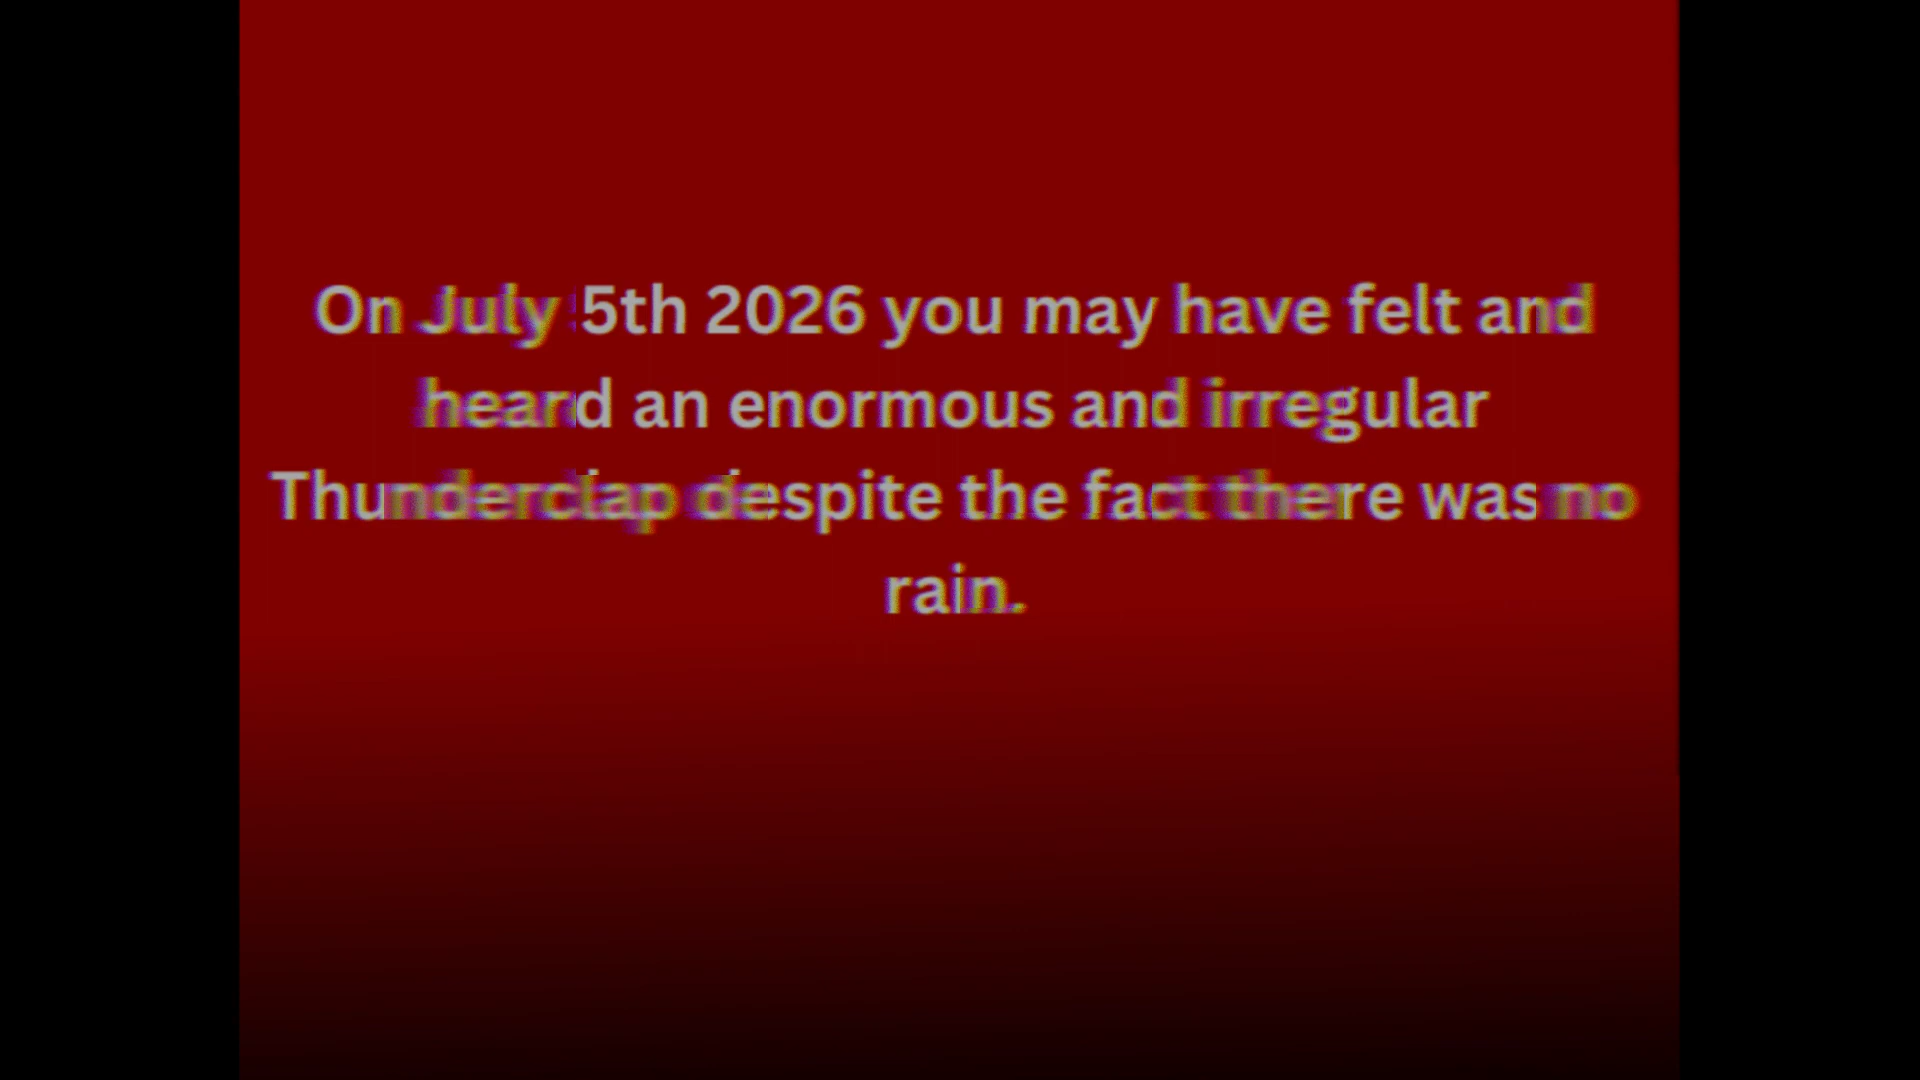 On July 5th 2026 you may have felt and
heard an enormous and irregular
Thunderclap despite the fact there was no
rain.